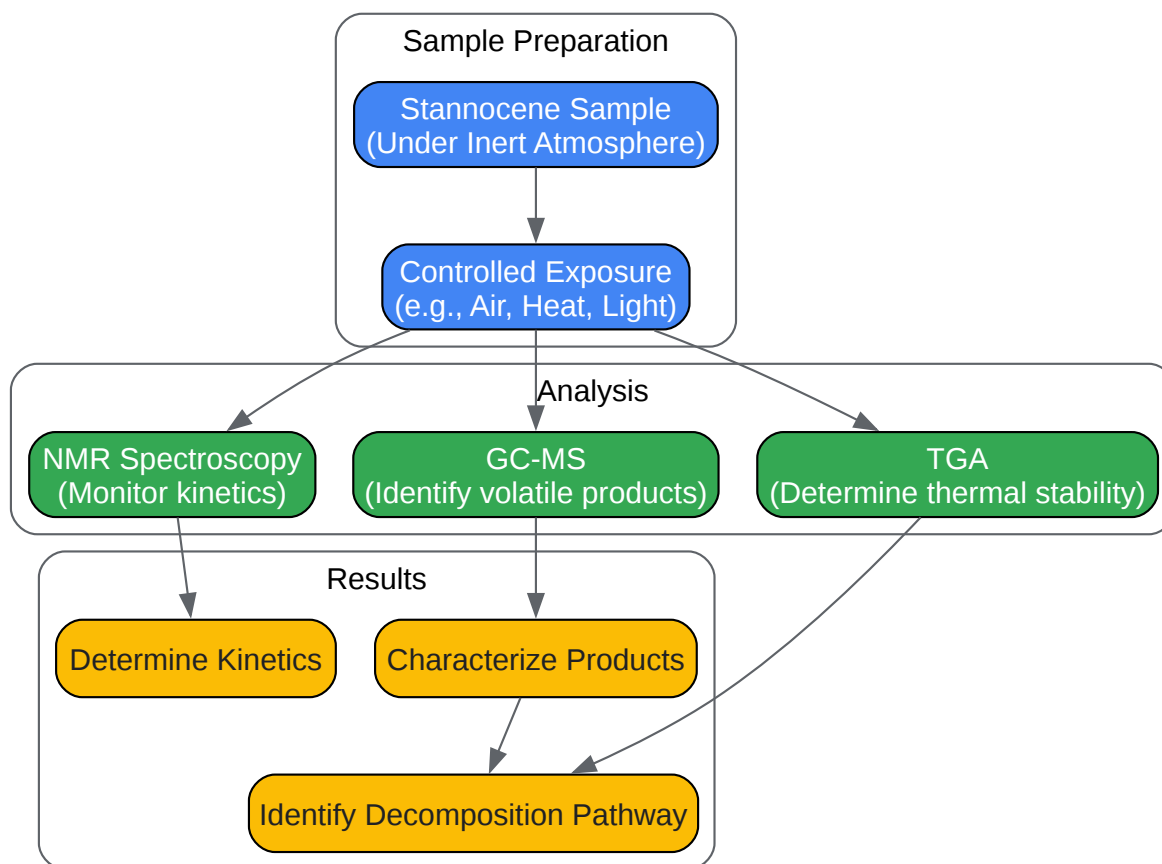 Sample Preparation
Stannocene Sample
(Under Inert Atmosphere)
Controlled Exposure
(e.g., Air, Heat, Light)
Analysis
NMR Spectroscopy
(Monitor kinetics)
GC-MS
(Identify volatile products)
TGA
(Determine thermal stability)
Results
Determine Kinetics
Characterize Products
Identify Decomposition Pathway